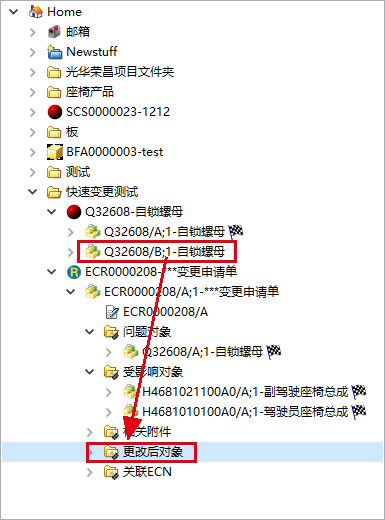 Home
邮箱
Newstuff
光华荣昌项目文件夹
座椅产品
SCS0000023-1212
板
BFA0000003-test
测试
快速变更测试
Q32608-自锁螺母
Q32608/A;1-自锁螺母
Q32608/B;1-自锁螺母
ECR0000208-***变更申请单
ECR0000208/A;1-***变更申请单
ECR0000208/A
问题对象
Q32608/A;1-自锁螺母
受影响对象
H4681021100A0/A;1-副驾驶座椅总成
H4681010100A0/A;1-驾驶员座椅总成
相关附件
更改后对象
关联ECN